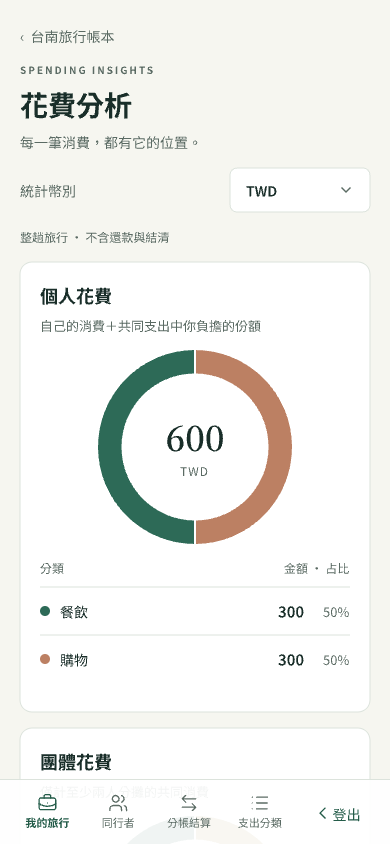 ‹ 台南旅行帳本
SPENDING INSIGHTS
花費分析
每一筆消費，都有它的位置。
統計幣別
TWD
整趟旅行・不含還款與結清
個人花費
自己的消費＋共同支出中你負擔的份額
600
TWD
分類 金額・占比
餐飲 300 50%
購物 300 50%
團體花費
我的旅行 同行者 分帳結算 支出分類 登出